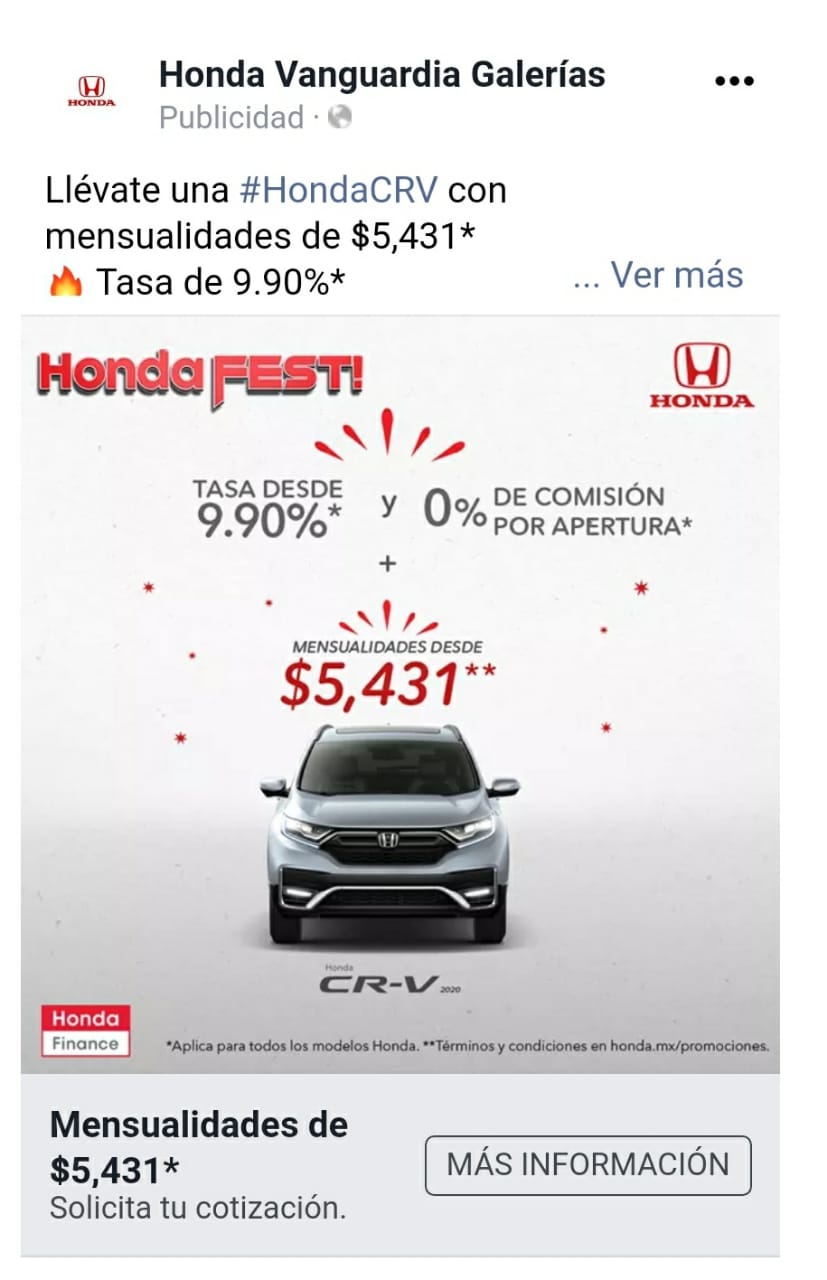 HONDA
Honda Vanguardia Galerías
Publicidad ·
Llévate una #HondaCRV con
mensualidades de $5,431*
🔥 Tasa de 9.90%*
... Ver más
HondaFEST!
HONDA
TASA DESDE
9.90%*
y
0% DE COMISIÓN
POR APERTURA*
+
MENSUALIDADES DESDE
$5,431**
Honda
CR-V 2020
Honda
Finance
*Aplica para todos los modelos Honda. **Términos y condiciones en honda.mx/promociones.
Mensualidades de
$5,431*
Solicita tu cotización.
MÁS INFORMACIÓN